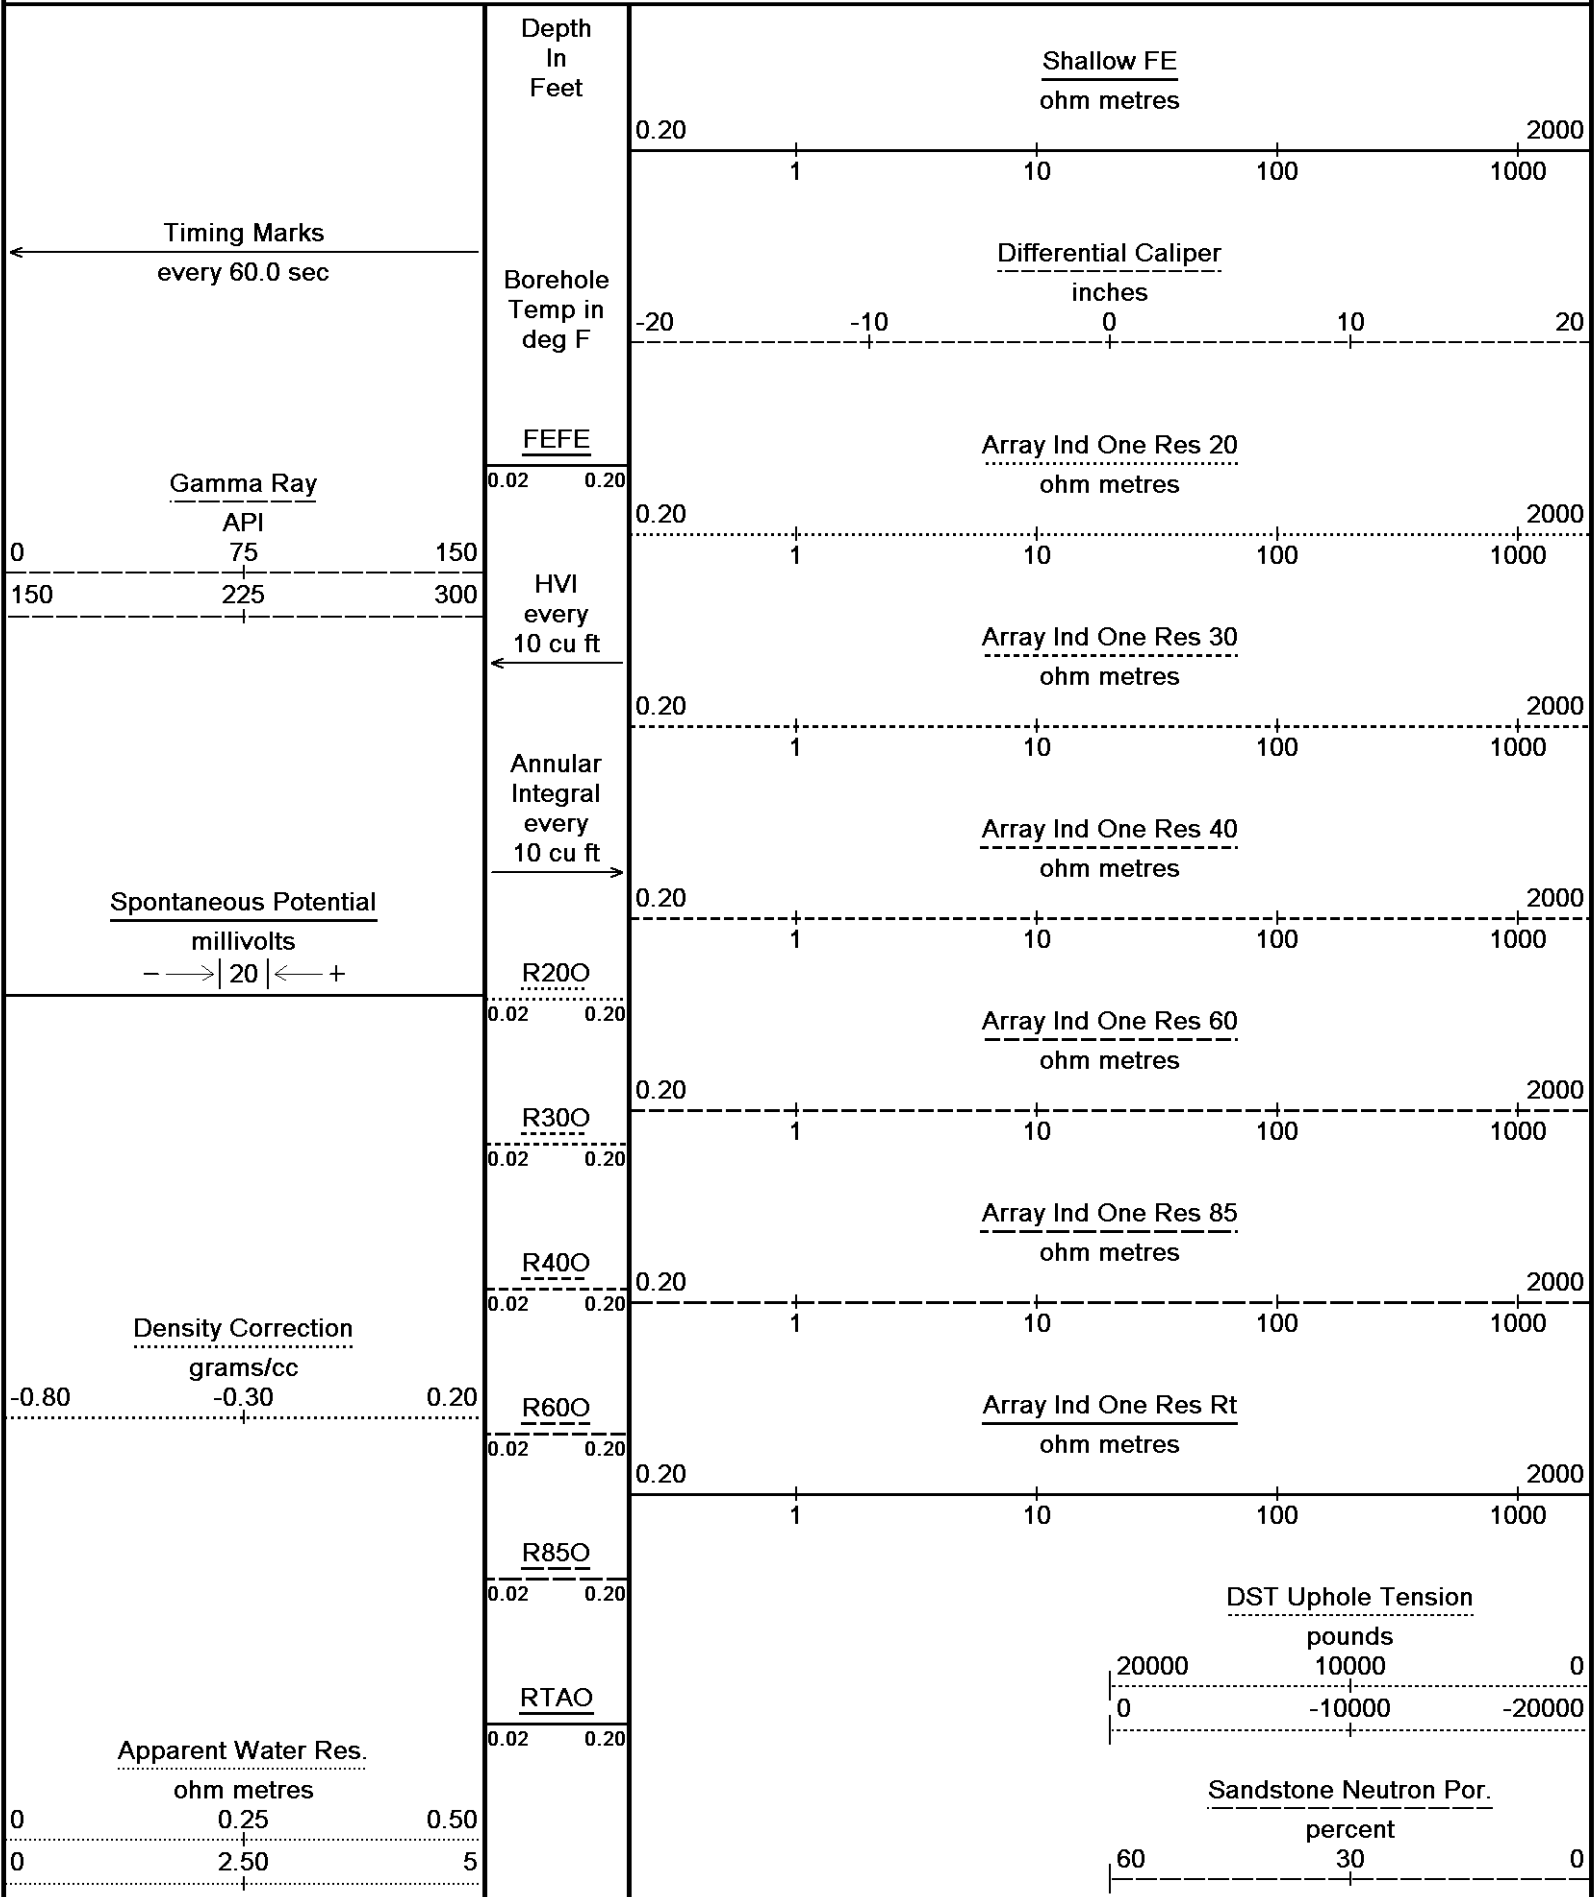 Timing Marks
every 60.0 sec
Gamma Ray
API
0 75 150
150 225 300
Spontaneous Potential
millivolts
− 20 +
Density Correction
grams/cc
-0.80 -0.30 0.20
Apparent Water Res.
ohm metres
0 0.25 0.50
0 2.50 5
Depth
In
Feet
Borehole
Temp in
deg F
FEFE
0.02 0.20
HVI
every
10 cu ft
Annular
Integral
every
10 cu ft
R20O
0.02 0.20
R30O
0.02 0.20
R40O
0.02 0.20
R60O
0.02 0.20
R85O
0.02 0.20
RTAO
0.02 0.20
Shallow FE
ohm metres
0.20 2000
1 10 100 1000
Differential Caliper
inches
-20 -10 0 10 20
Array Ind One Res 20
ohm metres
0.20 2000
1 10 100 1000
Array Ind One Res 30
ohm metres
0.20 2000
1 10 100 1000
Array Ind One Res 40
ohm metres
0.20 2000
1 10 100 1000
Array Ind One Res 60
ohm metres
0.20 2000
1 10 100 1000
Array Ind One Res 85
ohm metres
0.20 2000
1 10 100 1000
Array Ind One Res Rt
ohm metres
0.20 2000
1 10 100 1000
DST Uphole Tension
pounds
20000 10000 0
0 -10000 -20000
Sandstone Neutron Por.
percent
60 30 0